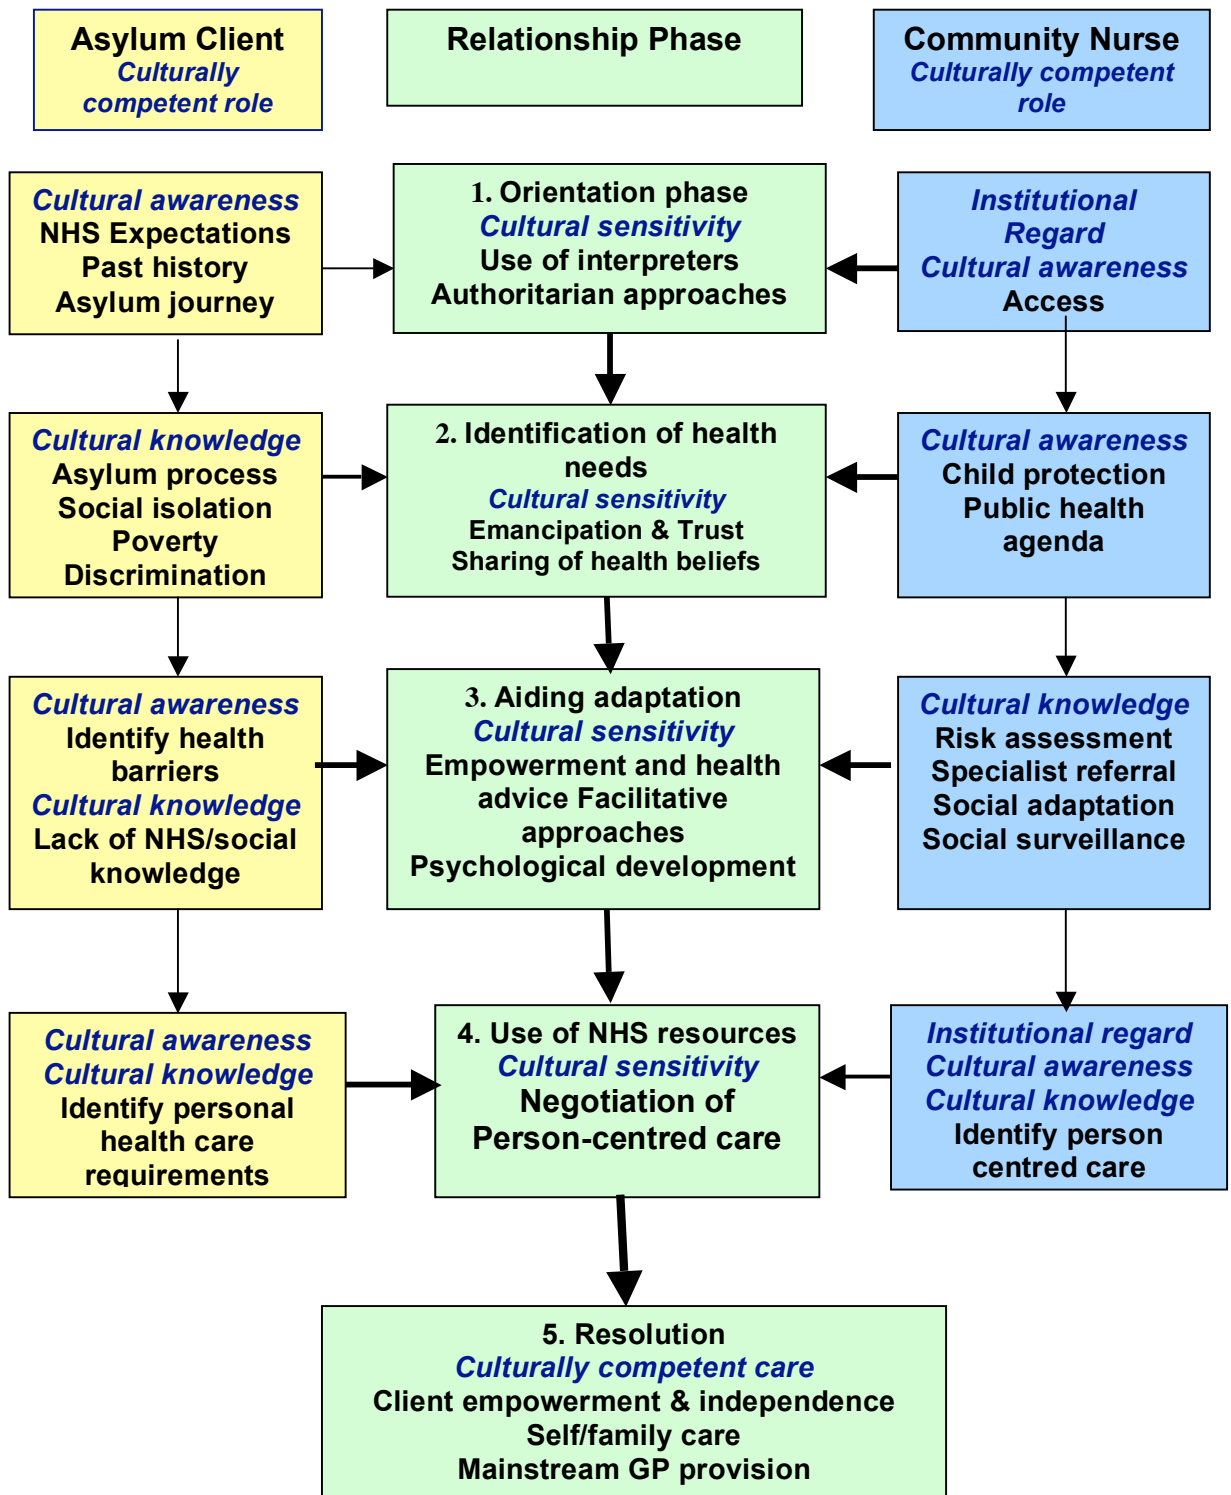 Asylum Client
Culturally
competent role
Relationship Phase
Community Nurse
Culturally competent
role
Cultural awareness
NHS Expectations
Past history
Asylum journey
1. Orientation phase
Cultural sensitivity
Use of interpreters
Authoritarian approaches
Institutional
Regard
Cultural awareness
Access
Cultural knowledge
Asylum process
Social isolation
Poverty
Discrimination
2. Identification of health
needs
Cultural sensitivity
Emancipation & Trust
Sharing of health beliefs
Cultural awareness
Child protection
Public health
agenda
Cultural awareness
Identify health
barriers
Cultural knowledge
Lack of NHS/social
knowledge
3. Aiding adaptation
Cultural sensitivity
Empowerment and health
advice Facilitative
approaches
Psychological development
Cultural knowledge
Risk assessment
Specialist referral
Social adaptation
Social surveillance
Cultural awareness
Cultural knowledge
Identify personal
health care
requirements
4. Use of NHS resources
Cultural sensitivity
Negotiation of
Person-centred care
Institutional regard
Cultural awareness
Cultural knowledge
Identify person
centred care
5. Resolution
Culturally competent care
Client empowerment & independence
Self/family care
Mainstream GP provision